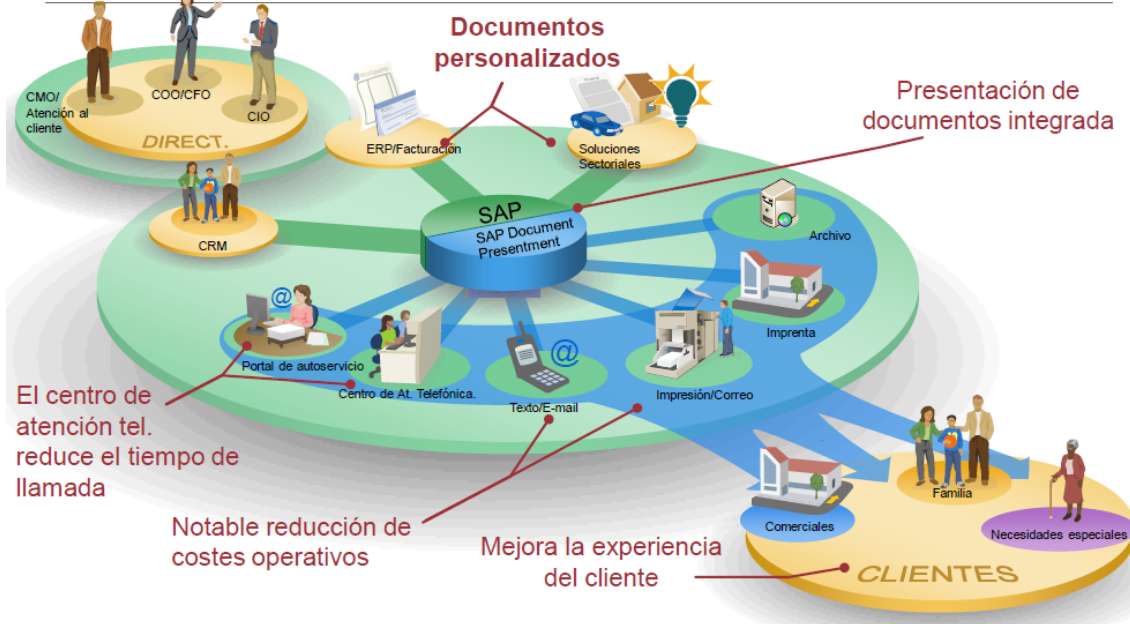 Documentos
personalizados
Presentación de
documentos integrada
CMO/
Atención al
cliente
COO/CFO
CIO
DIRECT.
ERP/Facturación
Soluciones
Sectoriales
CRM
SAP
SAP Document
Presentment
Archivo
Imprenta
@
Portal de autoservicio
Centro de At. Telefónica.
@
Texto/E-mail
Impresión/Correo
El centro de
atención tel.
reduce el tiempo de
llamada
Notable reducción de
costes operativos
Mejora la experiencia
del cliente
Comerciales
Familia
Necesidades especiales
CLIENTES